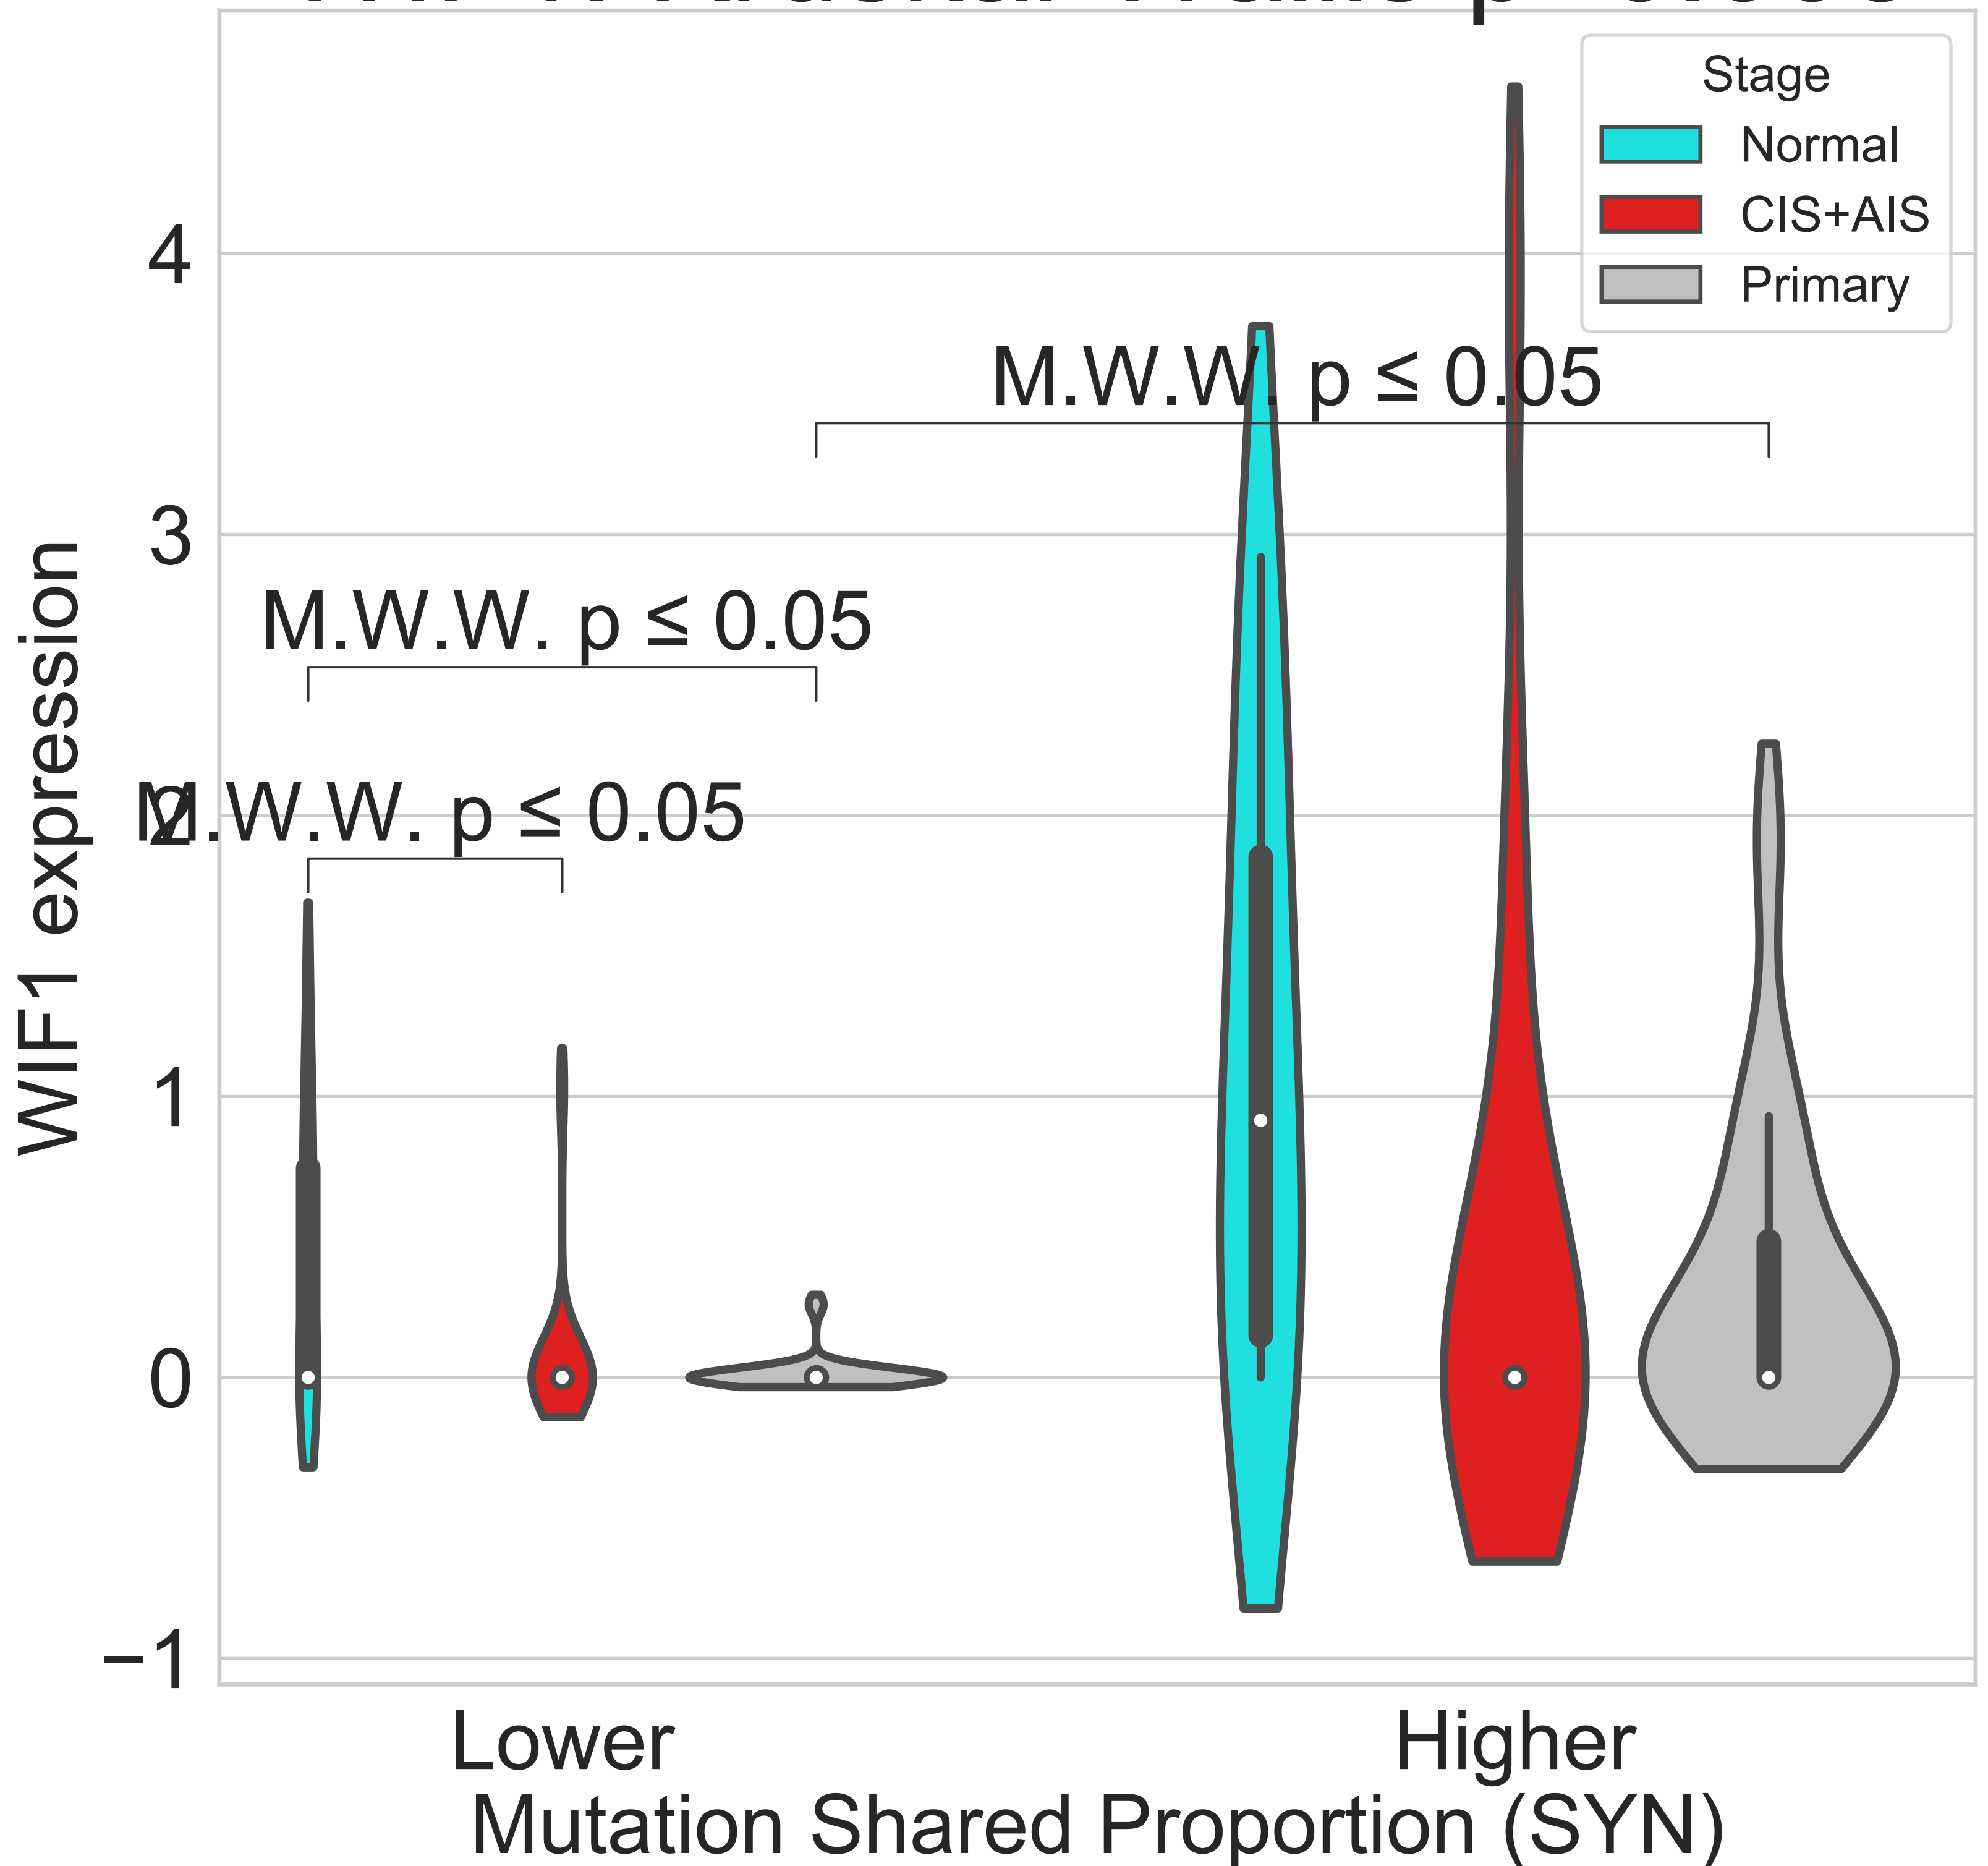 Stage
Normal
CIS+AIS
Primary
M.W.W. p ≤ 0.05
M.W.W. p ≤ 0.05
M.W.W. p ≤ 0.05
4
3
2
1
0
−1
WIF1 expression
Lower
Higher
Mutation Shared Proportion (SYN)